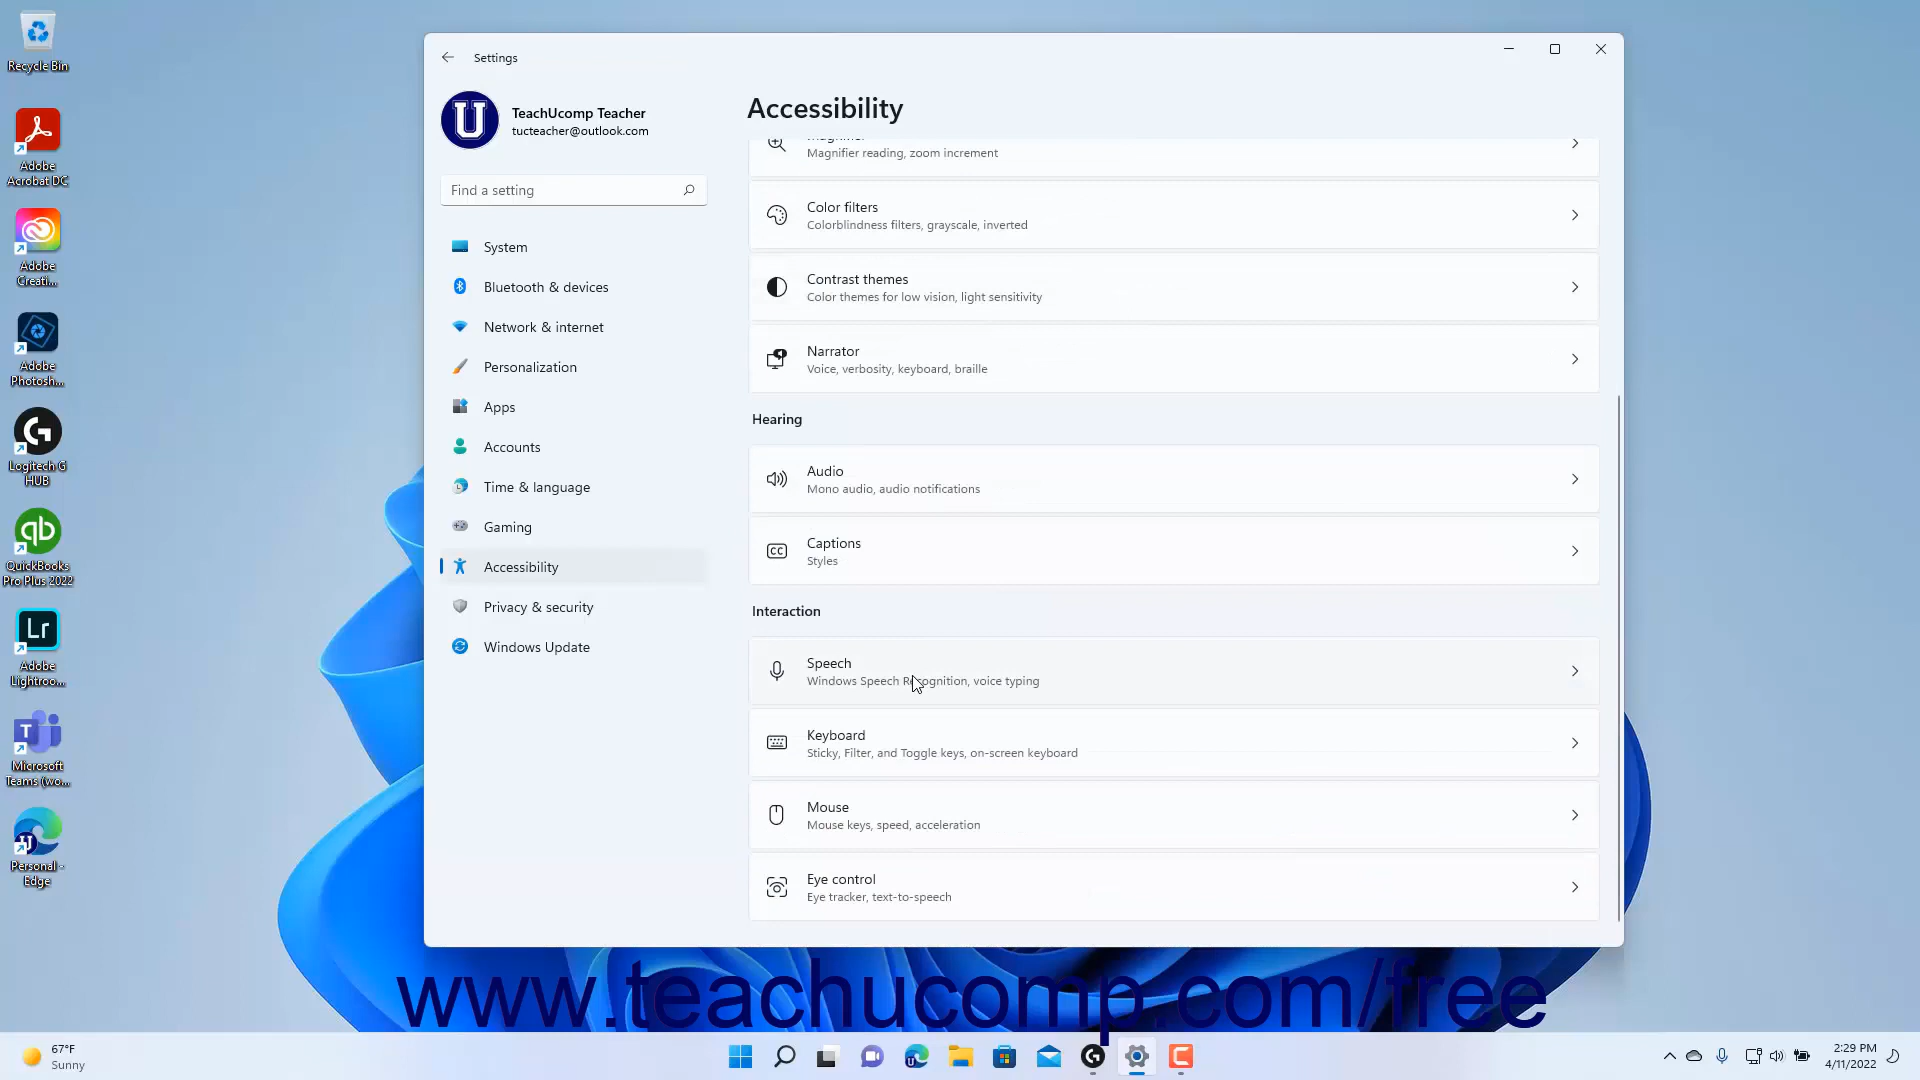 Recycle Bin
Adobe
Acrobat DC
Adobe
Creati...
Adobe
Photosh...
Logitech G
HUB
QuickBooks
Pro Plus 2022
Adobe
Lightroo...
Microsoft
Teams (wo...
Personal -
Edge
Settings
TeachUcomp Teacher
tucteacher@outlook.com
Find a setting
System
Bluetooth & devices
Network & internet
Personalization
Apps
Accounts
Time & language
Gaming
Accessibility
Privacy & security
Windows Update
Accessibility
Magnifier reading, zoom increment
Color filters
Colorblindness filters, grayscale, inverted
Contrast themes
Color themes for low vision, light sensitivity
Narrator
Voice, verbosity, keyboard, braille
Hearing
Audio
Mono audio, audio notifications
CC
Captions
Styles
Interaction
Speech
Windows Speech Recognition, voice typing
Keyboard
Sticky, Filter, and Toggle keys, on-screen keyboard
Mouse
Mouse keys, speed, acceleration
Eye control
Eye tracker, text-to-speech
www.teachucomp.com/free
67°F
Sunny
2:29 PM
4/11/2022